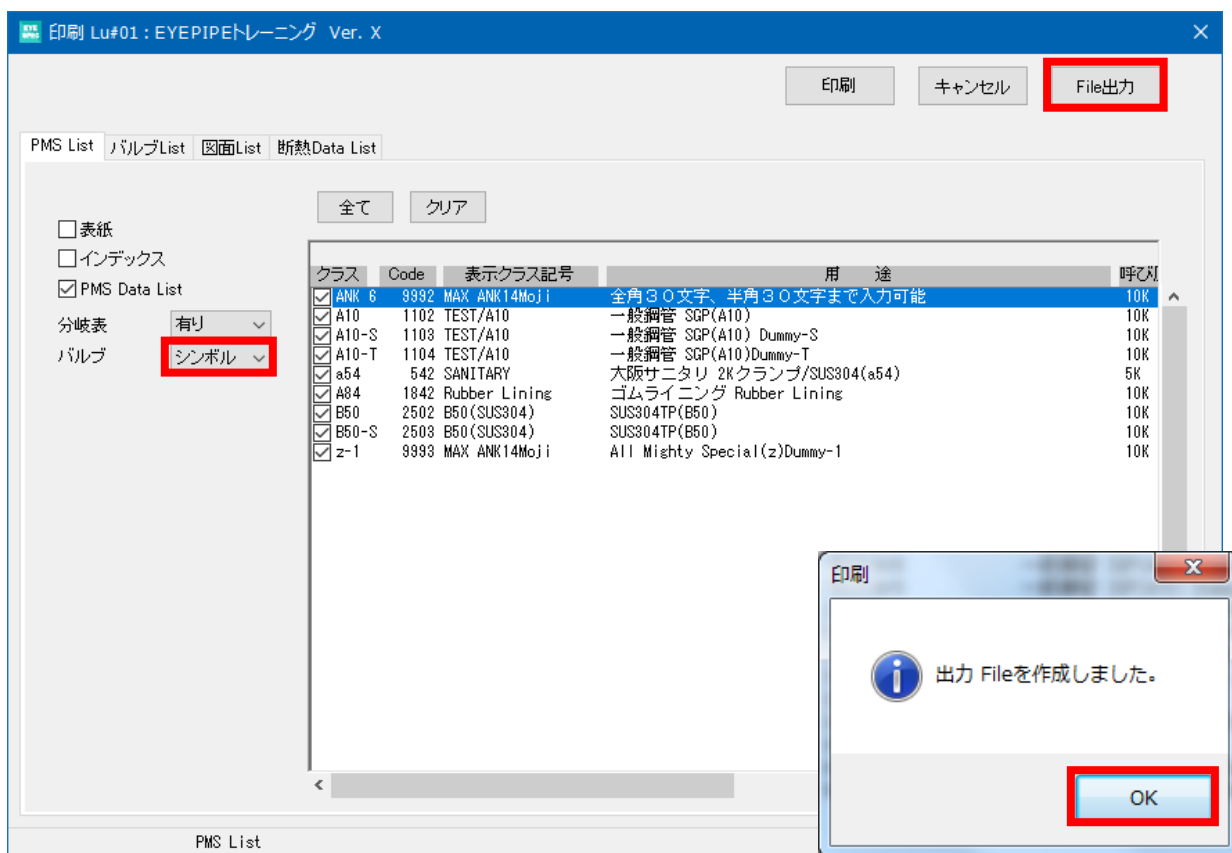 印刷 Lu#01：EYEPIPEトレーニング Ver. X
印刷 キャンセル File出力
PMS List バルブList 図面List 断熱Data List
全て クリア
表紙
インデックス
PMS Data List
分岐表 有り
バルブ シンボル
クラス Code 表示クラス記号 用 途
ANK 6 9992 MAX ANK14Moji 全角３０文字、半角３０文字まで入力可能 10K
A10 1102 TEST/A10 一般鋼管 SGP(A10) 10K
A10-S 1103 TEST/A10 一般鋼管 SGP(A10) Dummy-S 10K
A10-T 1104 TEST/A10 一般鋼管 SGP(A10)Dummy-T 10K
a54 542 SANITARY 大阪サニタリ 2Kクランプ/SUS304(a54) 5K
A84 1842 Rubber Lining ゴムライニング Rubber Lining 10K
B50 2502 B50(SUS304) SUS304TP(B50) 10K
B50-S 2503 B50(SUS304) SUS304TP(B50) 10K
z-1 9993 MAX ANK14Moji All Mighty Special(z)Dummy-1 10K
印刷
出力 Fileを作成しました。
OK
PMS List